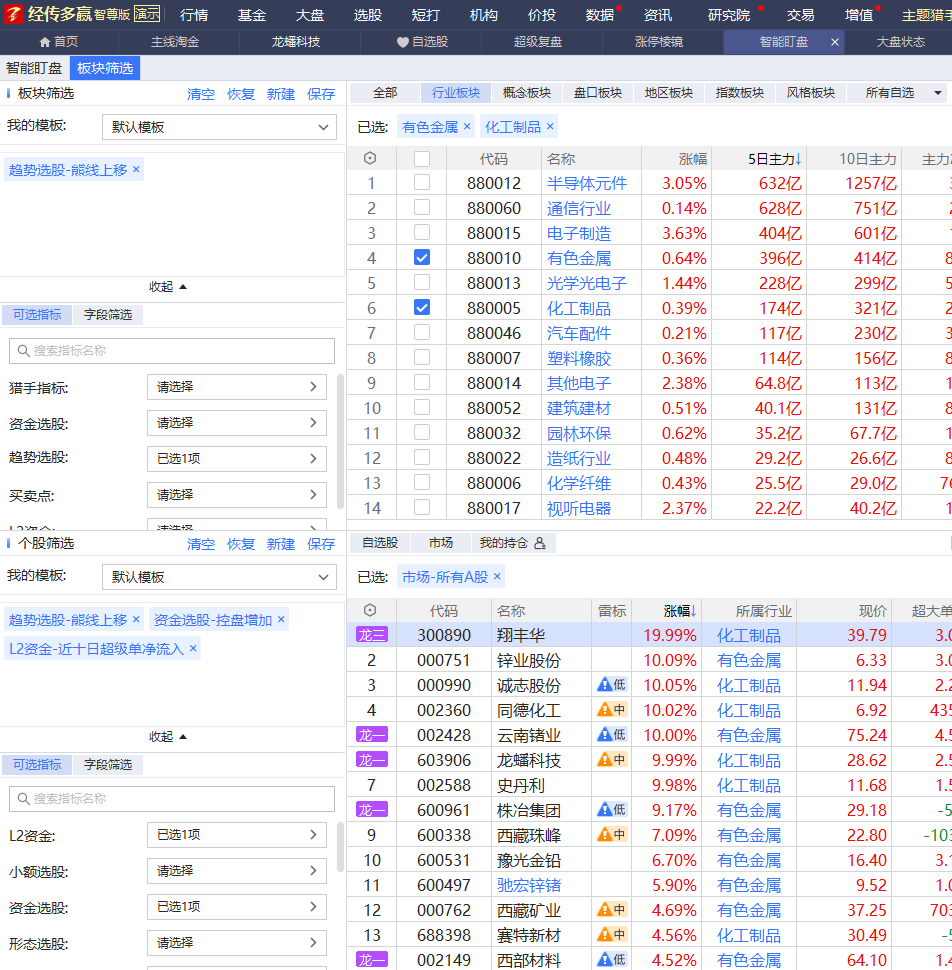 经传多赢 智尊版 演示 行情 基金 大盘 选股 短打 机构 价投 数据 资讯 研究院 交易 增值 主题猎手
首页 主线淘金 龙蟠科技 自选股 超级复盘 涨停棱镜 智能盯盘 × 大盘状态
智能盯盘 板块筛选
板块筛选 清空 恢复 新建 保存
我的模板: 默认模板
趋势选股-熊线上移 ×
收起
可选指标 字段筛选
搜索指标名称
猎手指标: 请选择
资金选股: 请选择
趋势选股: 已选1项
买卖点: 请选择
L2资金: 请选择
全部 行业板块 概念板块 盘口板块 地区板块 指数板块 风格板块 所有自选
已选: 有色金属 × 化工制品 ×
代码 名称 涨幅 5日主力↓ 10日主力 主力
1 880012 半导体元件 3.05% 632亿 1257亿
2 880060 通信行业 0.14% 628亿 751亿
3 880015 电子制造 3.63% 404亿 601亿
4 880010 有色金属 0.64% 396亿 414亿
5 880013 光学光电子 1.44% 228亿 299亿
6 880005 化工制品 0.39% 174亿 321亿
7 880046 汽车配件 0.21% 117亿 230亿
8 880007 塑料橡胶 0.36% 114亿 156亿
9 880014 其他电子 2.38% 64.8亿 113亿
10 880052 建筑建材 0.51% 40.1亿 131亿
11 880032 园林环保 0.62% 35.2亿 67.7亿
12 880022 造纸行业 0.48% 29.2亿 26.6亿
13 880006 化学纤维 0.43% 25.5亿 29.0亿
14 880017 视听电器 2.37% 22.2亿 40.2亿
个股筛选 清空 恢复 新建 保存
我的模板: 默认模板
趋势选股-熊线上移 × 资金选股-控盘增加 ×
L2资金-近十日超级单净流入 ×
收起
可选指标 字段筛选
搜索指标名称
L2资金: 已选1项
小额选股: 请选择
资金选股: 已选1项
形态选股: 请选择
自选股 市场 我的持仓
已选: 市场-所有A股 ×
代码 名称 雷标 涨幅↓ 所属行业 现价 超大单
龙三 300890 翔丰华 19.99% 化工制品 39.79 3.0
2 000751 锌业股份 10.09% 有色金属 6.33 3.0
3 000990 诚志股份 低 10.05% 化工制品 11.94 2.2
4 002360 同德化工 中 10.02% 化工制品 6.92 435
龙一 002428 云南锗业 低 10.00% 有色金属 75.24 4.5
龙一 603906 龙蟠科技 中 9.99% 化工制品 28.62 2.5
7 002588 史丹利 9.98% 化工制品 11.68 1.5
龙一 600961 株冶集团 低 9.17% 有色金属 29.18 -5
9 600338 西藏珠峰 中 7.09% 有色金属 22.80 -103
10 600531 豫光金铅 6.70% 有色金属 16.40 3.1
11 600497 驰宏锌锗 5.90% 有色金属 9.52 1.0
12 000762 西藏矿业 中 4.69% 有色金属 37.25 703
13 688398 赛特新材 中 4.56% 化工制品 30.49 -5
龙一 002149 西部材料 低 4.52% 有色金属 64.10 1.4